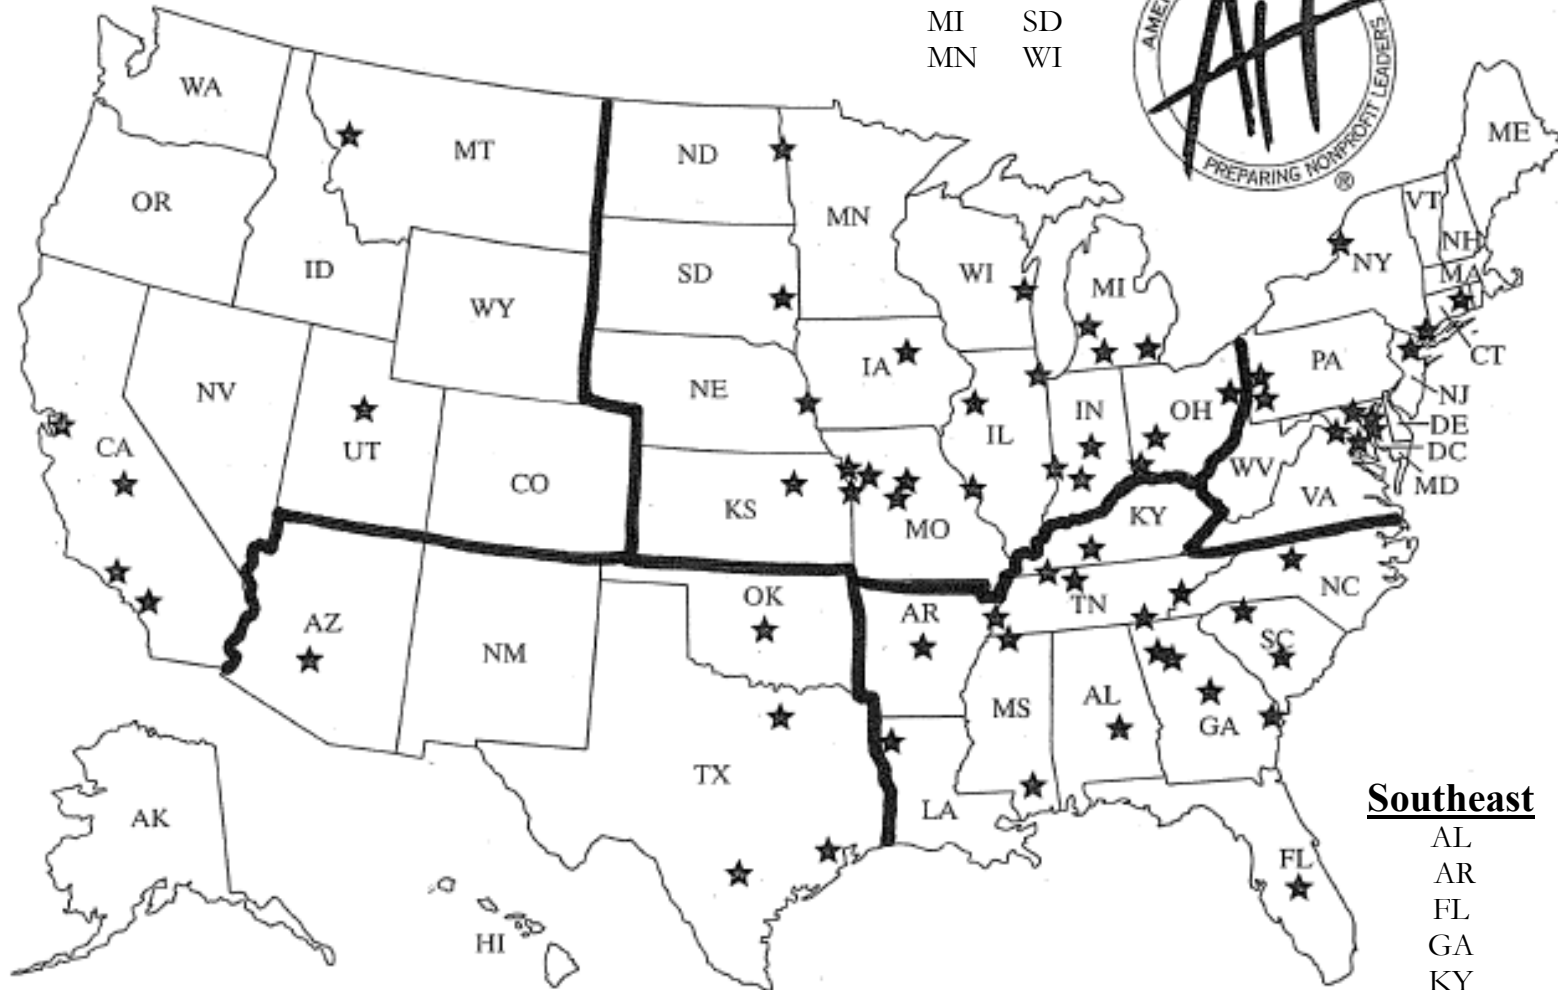 MI SD
MN WI
AME
PREPARING NONPROFIT LEADERS
®
WA
MT
ND
MN
ME
OR
ID
SD
WI
MI
NY
VT
NH
MA
WY
IA
PA
CT
NV
NE
IN
OH
NJ
CA
UT
IL
DE
CO
KS
MO
WV
DC
MD
KY
VA
AZ
NM
OK
AR
TN
NC
SC
TX
MS
AL
GA
LA
AK
HI
FL
Southeast
AL
AR
FL
GA
KY